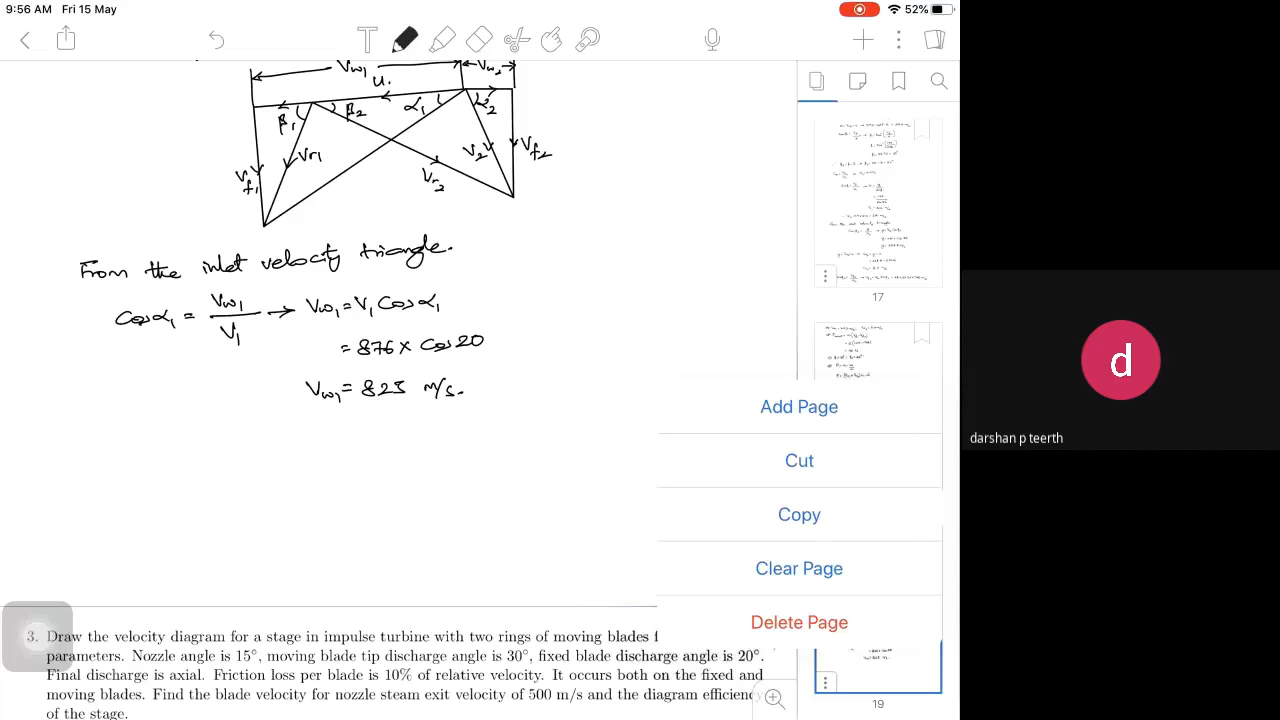 9:56 AM Fri 15 May
52%
Vw1
Vw2
u.
β1
β2
α1
α2
Vf1
Vr1
Vr2
V2
Vf2
From the inlet velocity triangle.
Cosα1 = Vw1/V1 → Vw1 = V1 Cosα1
= 876 × Cos 20
Vw1 = 823 m/s.
3. Draw the velocity diagram for a stage in impulse turbine with two rings of moving blades
parameters. Nozzle angle is 15°, moving blade tip discharge angle is 30°, fixed blade discharge angle is 20°.
Final discharge is axial. Friction loss per blade is 10% of relative velocity. It occurs both on the fixed and
moving blades. Find the blade velocity for nozzle steam exit velocity of 500 m/s and the diagram efficiency
of the stage.
17
Add Page
Cut
Copy
Clear Page
Delete Page
19
d
darshan p teerth